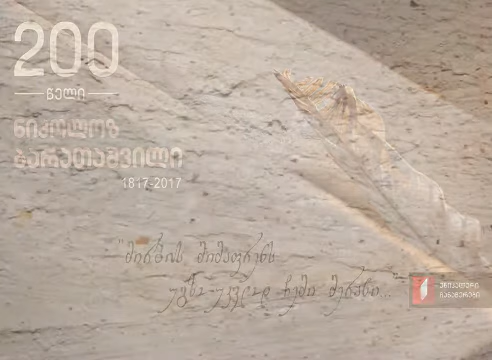 200
წელი
ნიკოლოზ
ბარათაშვილი
1817-2017
"მირბის მიმაფრენს
უგზო-უკვლოდ ჩემი მერანი..."